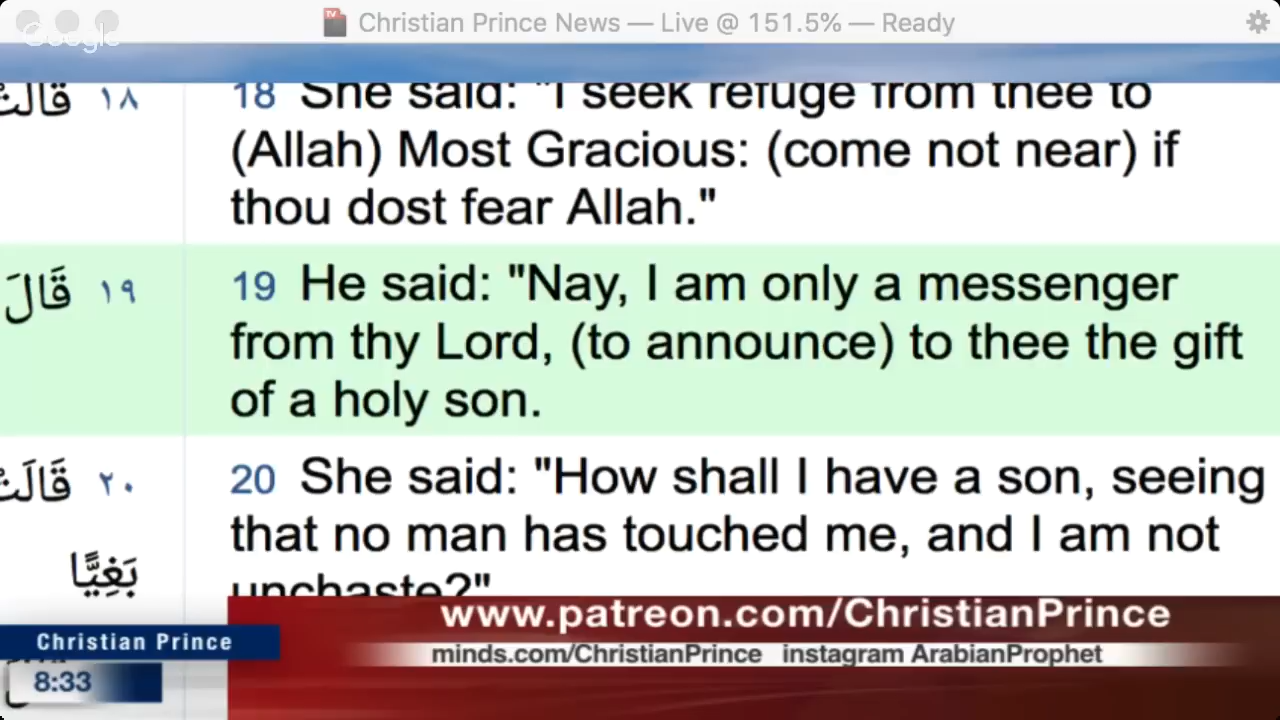 Christian Prince News — Live @ 151.5% — Ready
Google
١٨ قَالَتْ
18 She said: "I seek refuge from thee to
(Allah) Most Gracious: (come not near) if
thou dost fear Allah."
١٩ قَالَ
19 He said: "Nay, I am only a messenger
from thy Lord, (to announce) to thee the gift
of a holy son.
٢٠ قَالَتْ
بَغِيًّا
20 She said: "How shall I have a son, seeing
that no man has touched me, and I am not
unchaste?"
www.patreon.com/ChristianPrince
Christian Prince
minds.com/ChristianPrince instagram ArabianProphet
8:33